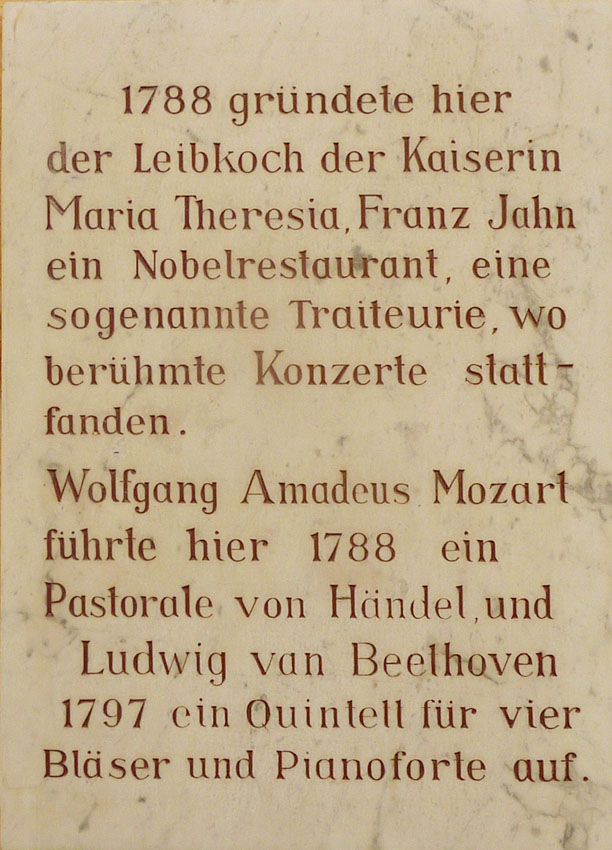 1788 gründete hier
der Leibkoch der Kaiserin
Maria Theresia, Franz Jahn
ein Nobelrestaurant, eine
sogenannte Traiteurie, wo
berühmte Konzerte statt-
fanden.
Wolfgang Amadeus Mozart
führte hier 1788 ein
Pastorale von Händel, und
Ludwig van Beethoven
1797 ein Quintett für vier
Bläser und Pianoforte auf.